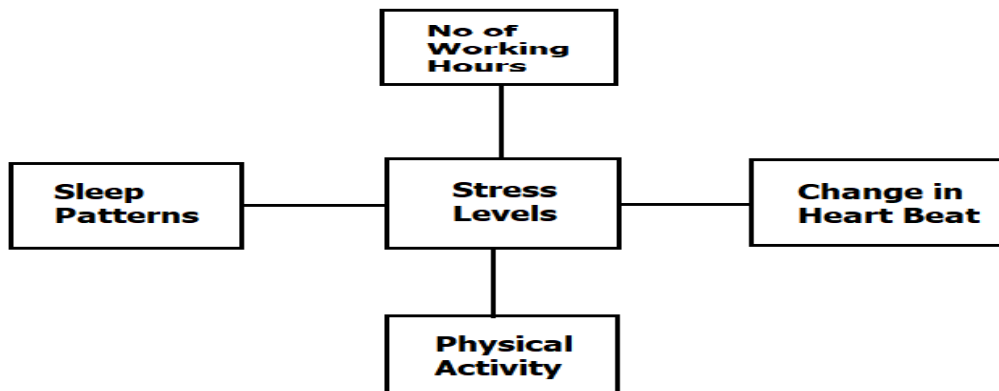 No of
Working
Hours
Sleep
Patterns
Stress
Levels
Change in
Heart Beat
Physical
Activity